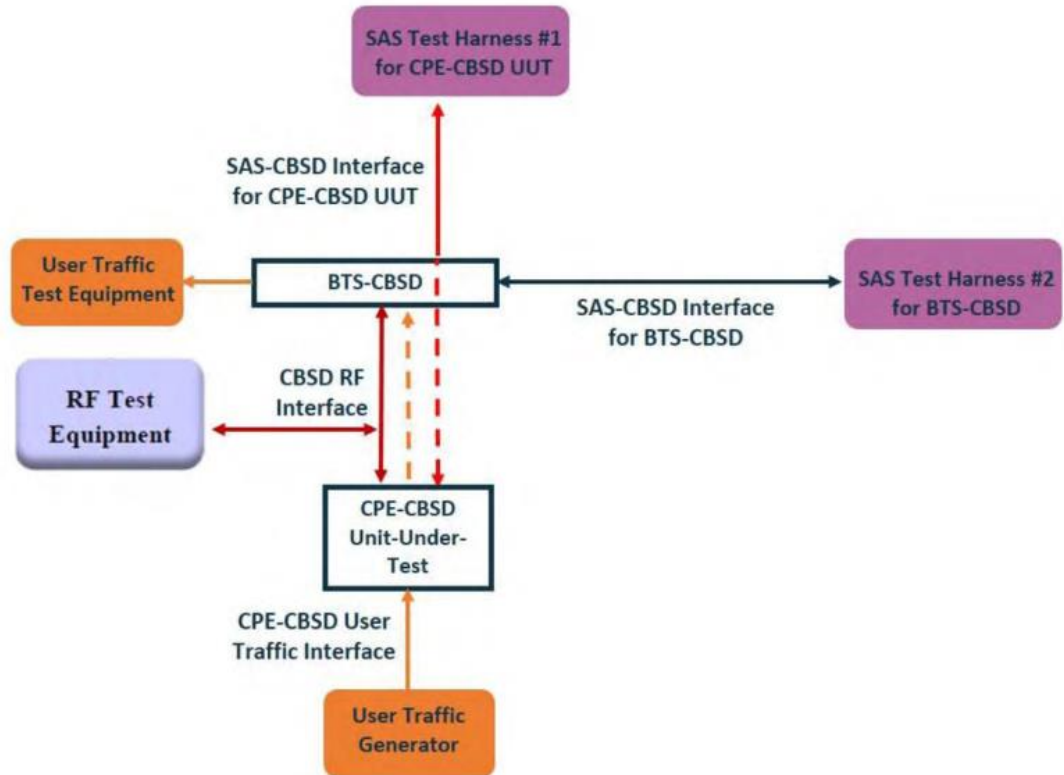 SAS Test Harness #1
for CPE-CBSD UUT
SAS-CBSD Interface
for CPE-CBSD UUT
User Traffic
Test Equipment
BTS-CBSD
SAS Test Harness #2
for BTS-CBSD
SAS-CBSD Interface
for BTS-CBSD
RF Test
Equipment
CBSD RF
Interface
CPE-CBSD
Unit-Under-
Test
CPE-CBSD User
Traffic Interface
User Traffic
Generator